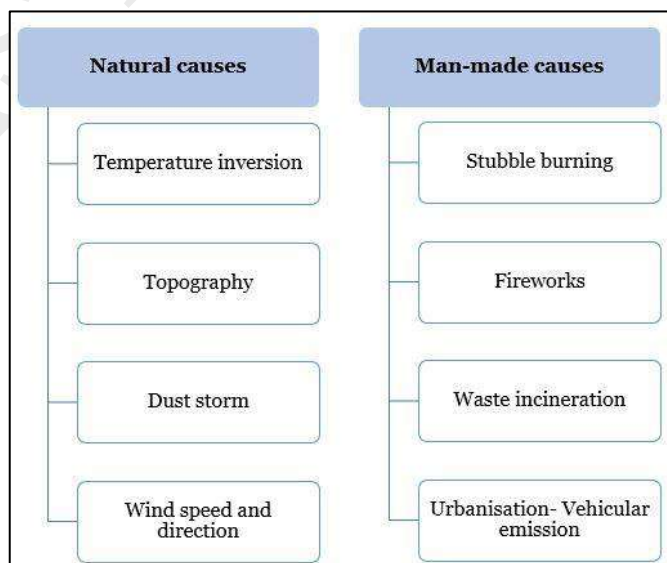 Natural causes
Temperature inversion
Topography
Dust storm
Wind speed and
direction
Man-made causes
Stubble burning
Fireworks
Waste incineration
Urbanisation- Vehicular
emission